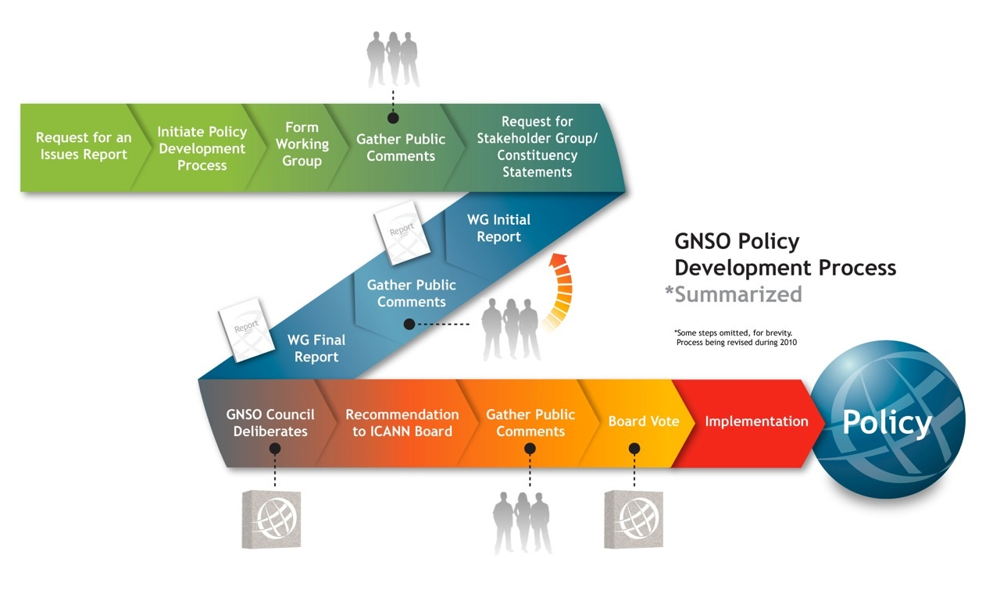 Request for an
Issues Report
Initiate Policy
Development
Process
Form
Working
Group
Gather Public
Comments
Request for
Stakeholder Group/
Constituency
Statements
WG Initial
Report
Report
Gather Public
Comments
Report
WG Final
Report
GNSO Policy
Development Process
*Summarized
*Some steps omitted, for brevity.
Process being revised during 2010
GNSO Council
Deliberates
Recommendation
to ICANN Board
Gather Public
Comments
Board Vote
Implementation
Policy